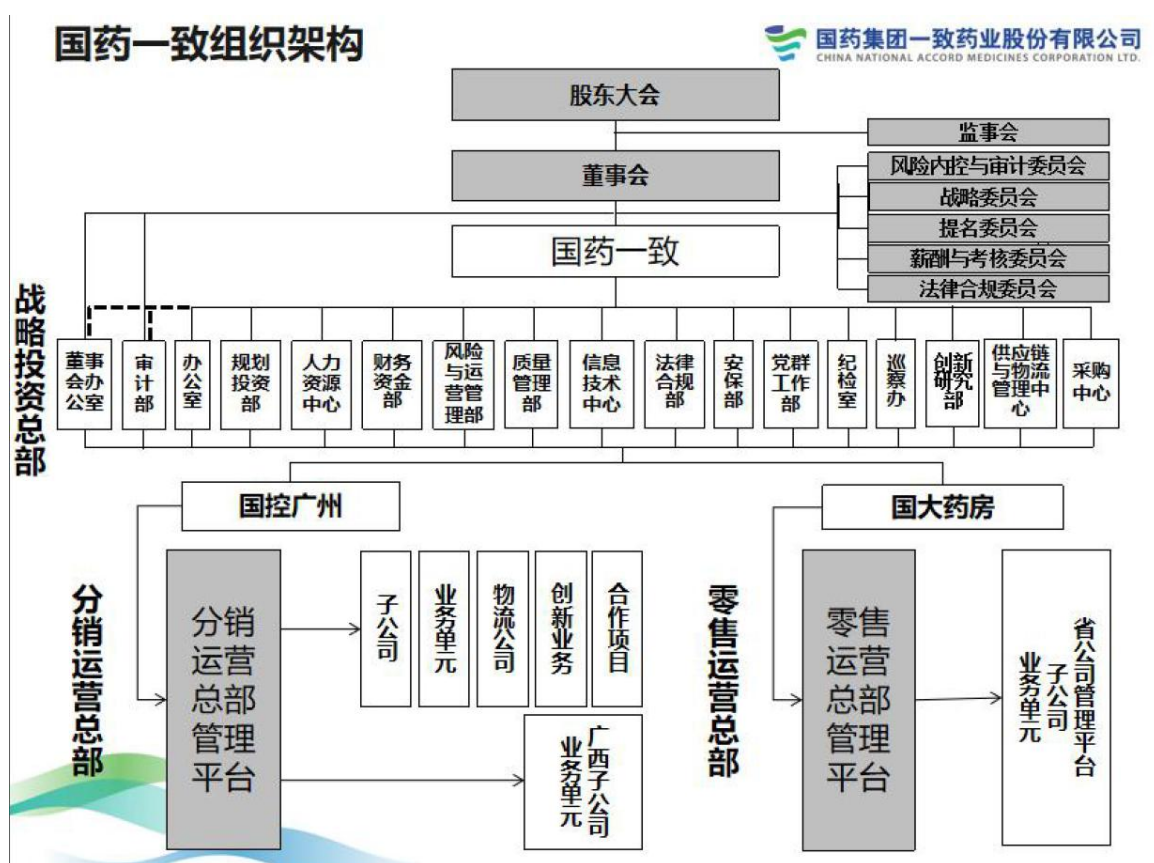 国药一致组织架构
国药集团一致药业股份有限公司
CHINA NATIONAL ACCORD MEDICINES CORPORATION LTD.
股东大会
监事会
董事会
风险内控与审计委员会
战略委员会
提名委员会
薪酬与考核委员会
法律合规委员会
国药一致
战略投资总部
董事会办公室
审计部
办公室
规划投资部
人力资源中心
财务资金部
风险与运营管理部
质量管理部
信息技术中心
法律合规部
安保部
党群工作部
纪检室
巡察办
创新研究部
供应链与物流管理中心
采购中心
国控广州
国大药房
分销运营总部
分销
运营
总部
管理
平台
子公司
业务单元
物流公司
创新业务
合作项目
广西子公司
业务单元
零售运营总部
零售
运营
总部
管理
平台
省公司管理平台
子公司
业务单元